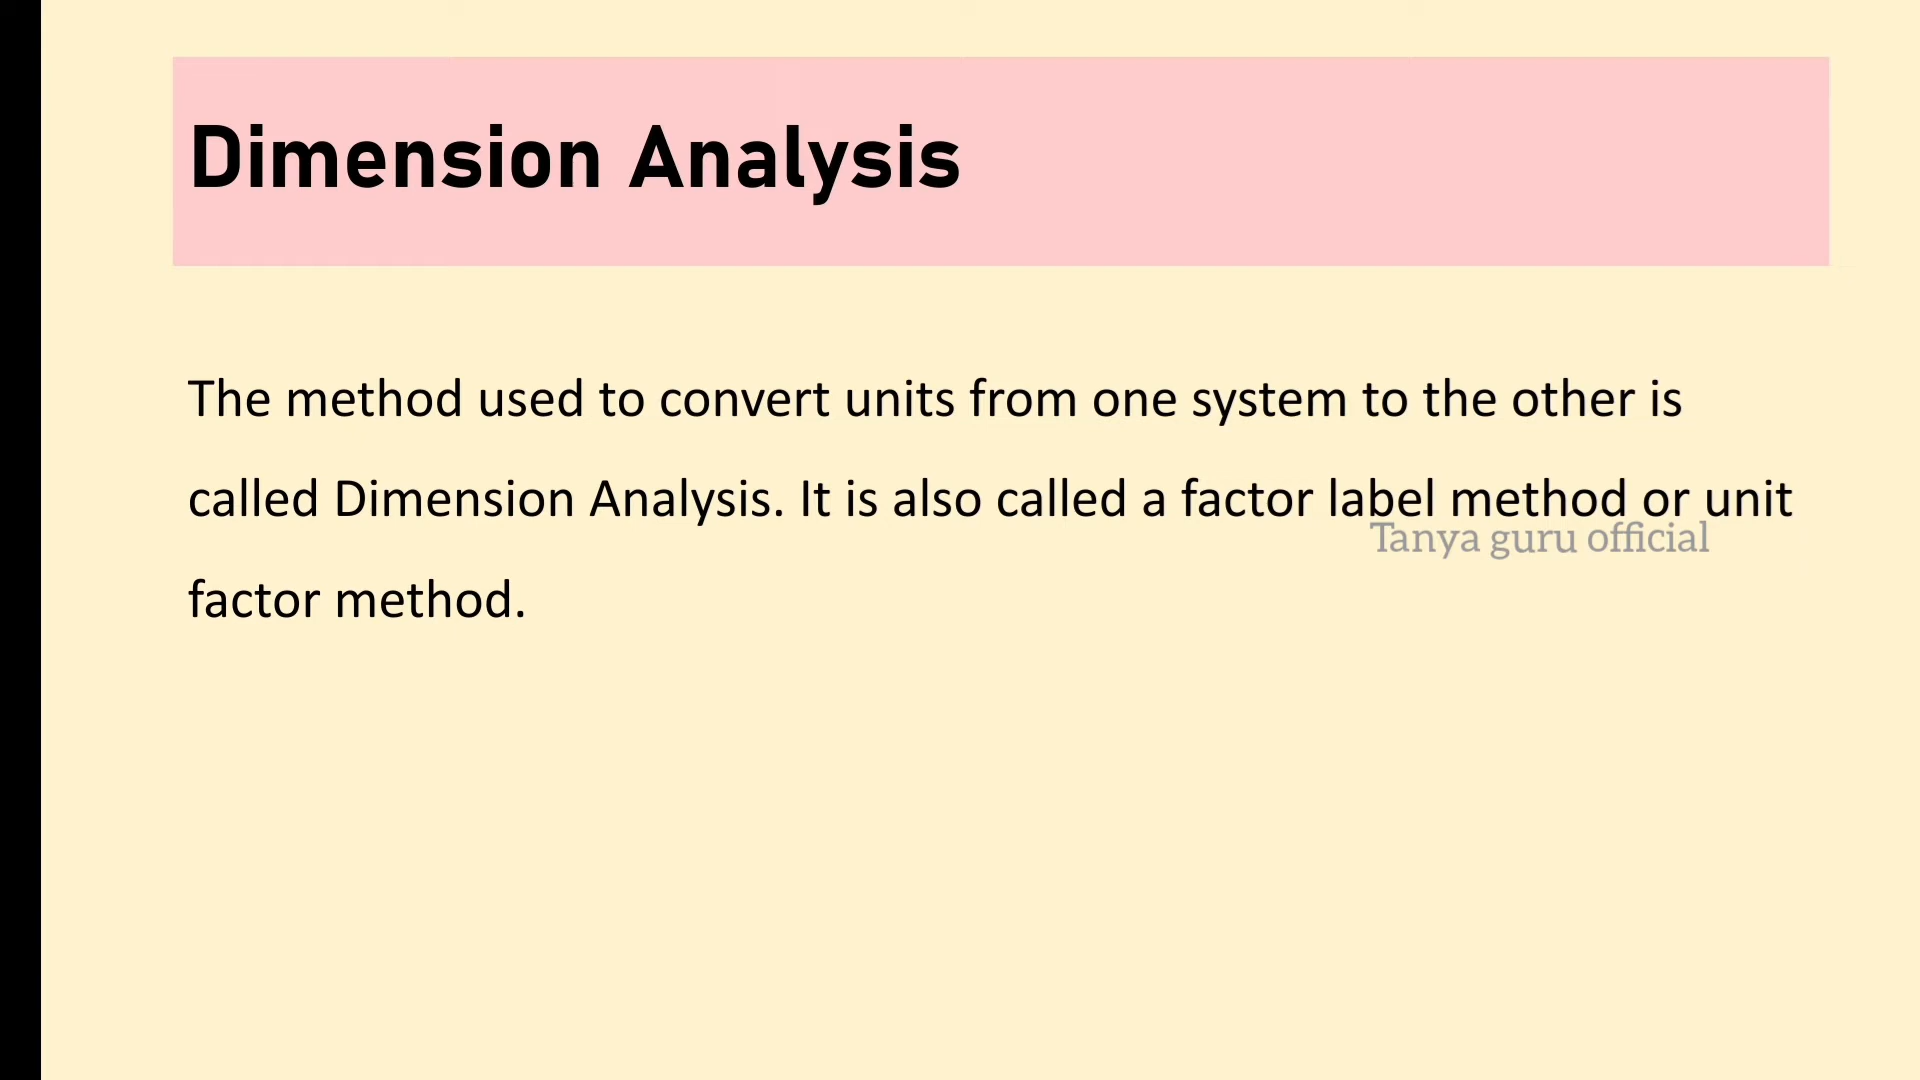 Dimension Analysis
The method used to convert units from one system to the other is
called Dimension Analysis. It is also called a factor label method or unit
Tanya guru official
factor method.